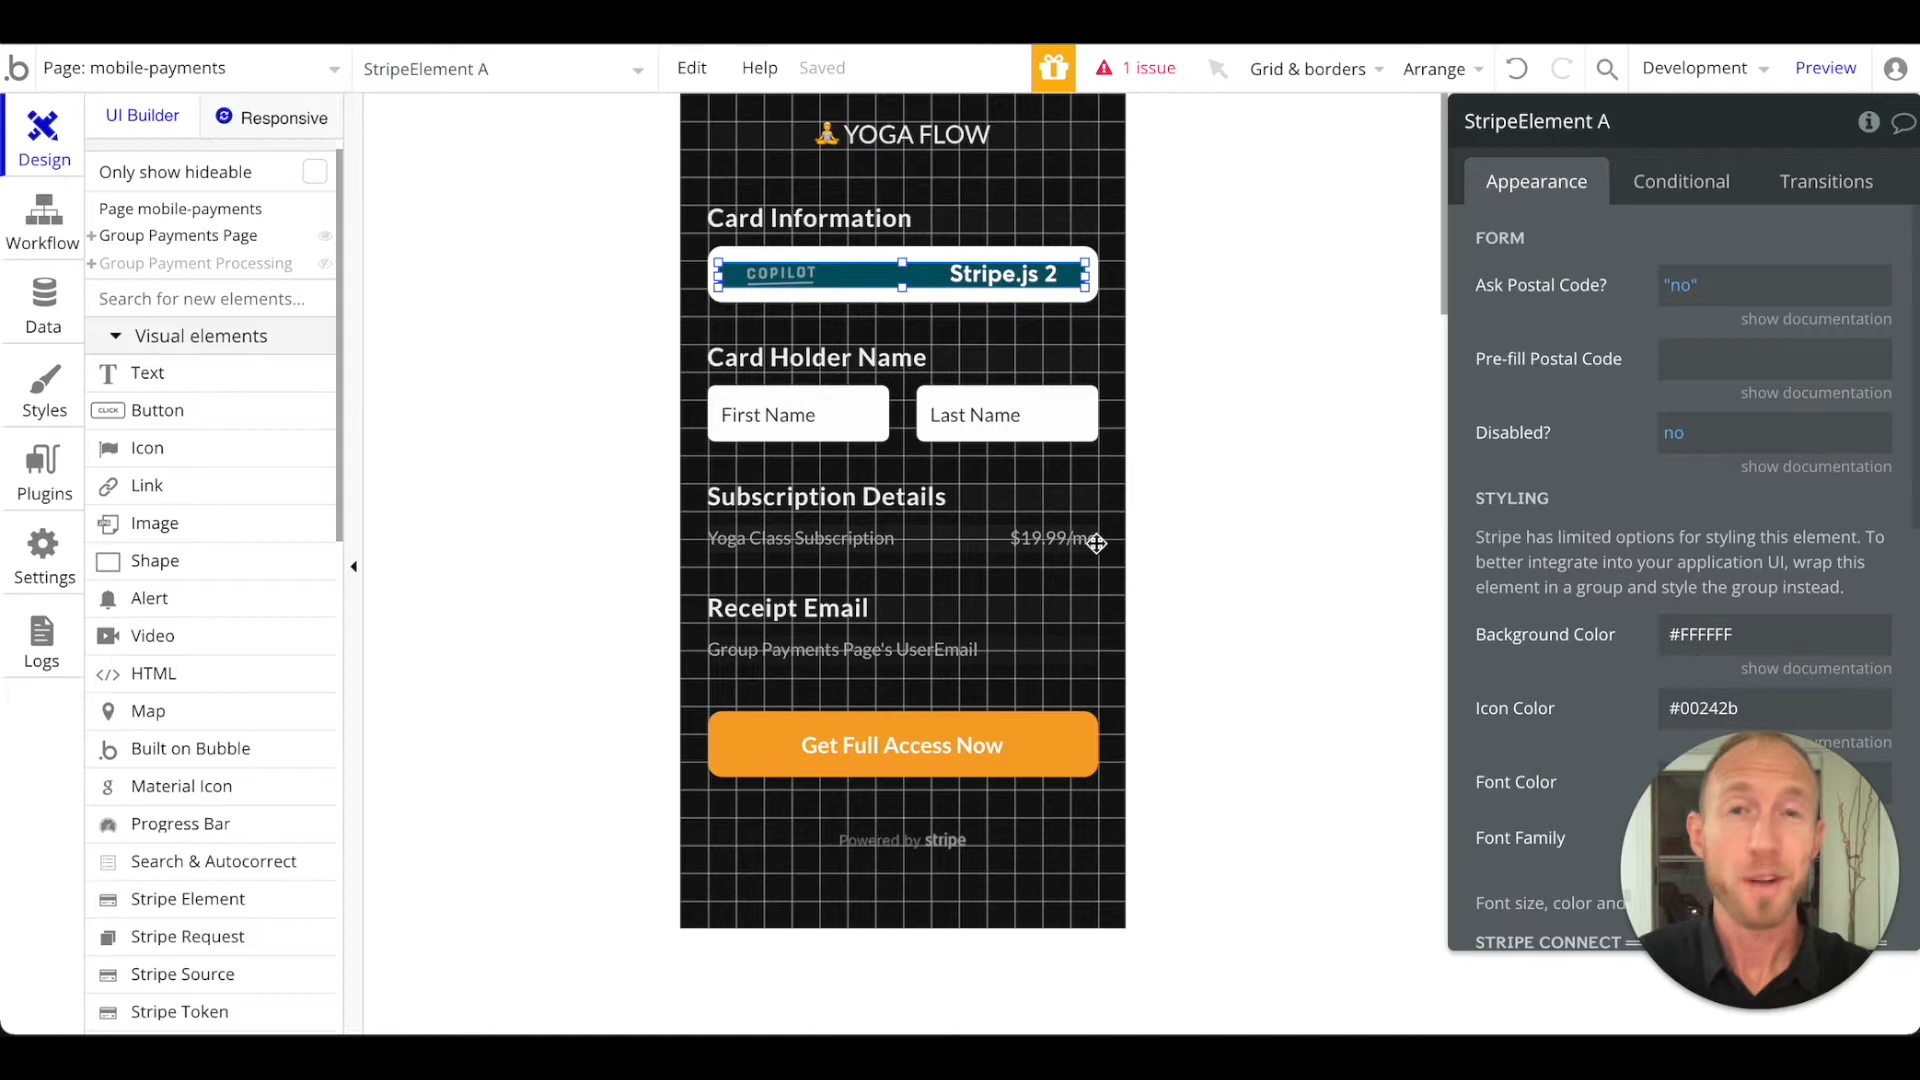 Page: mobile-payments
StripeElement A
Edit
Help
Saved
1 issue
Grid & borders
Arrange
Development
Preview
Design
Workflow
Data
Styles
Plugins
Settings
Logs
UI Builder
Responsive
Only show hideable
Page mobile-payments
+ Group Payments Page
+ Group Payment Processing
Search for new elements...
Visual elements
T Text
CLICK Button
Icon
Link
Image
Shape
Alert
Video
</> HTML
Map
Built on Bubble
Material Icon
Progress Bar
Search & Autocorrect
Stripe Element
Stripe Request
Stripe Source
Stripe Token
YOGA FLOW
Card Information
COPILOT
Stripe.js 2
Card Holder Name
First Name
Last Name
Subscription Details
Yoga Class Subscription
$19.99/m
Receipt Email
Group Payments Page's UserEmail
Get Full Access Now
Powered by stripe
StripeElement A
Appearance
Conditional
Transitions
FORM
Ask Postal Code?
"no"
show documentation
Pre-fill Postal Code
show documentation
Disabled?
no
show documentation
STYLING
Stripe has limited options for styling this element. To
better integrate into your application UI, wrap this
element in a group and style the group instead.
Background Color
#FFFFFF
show documentation
Icon Color
#00242b
Font Color
Font Family
Font size, color and
STRIPE CONNECT